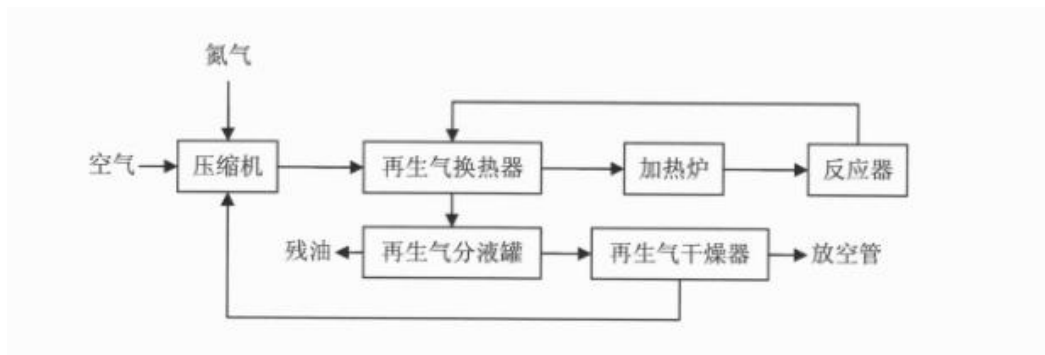 氮气
空气
压缩机
再生气换热器
加热炉
反应器
残油
再生气分液罐
再生气干燥器
放空管